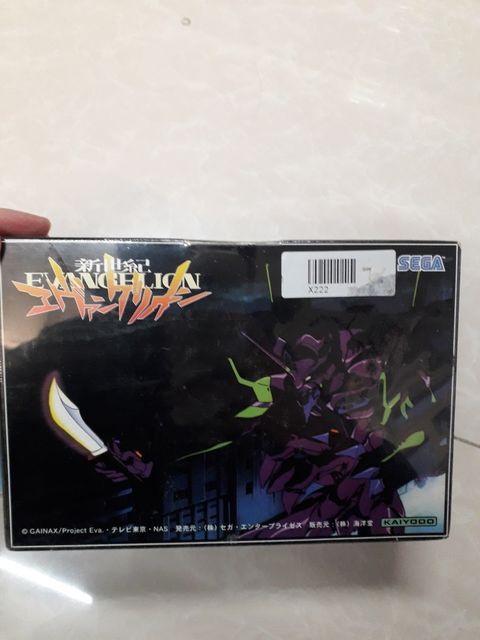 新世紀
EVANGELION
エヴァンゲリオン
X222
SEGA
© GAINAX/Project Eva.・テレビ東京・NAS 発売元:(株)セガ・エンタープライゼス 販売元:(株)海洋堂
KAIYODO